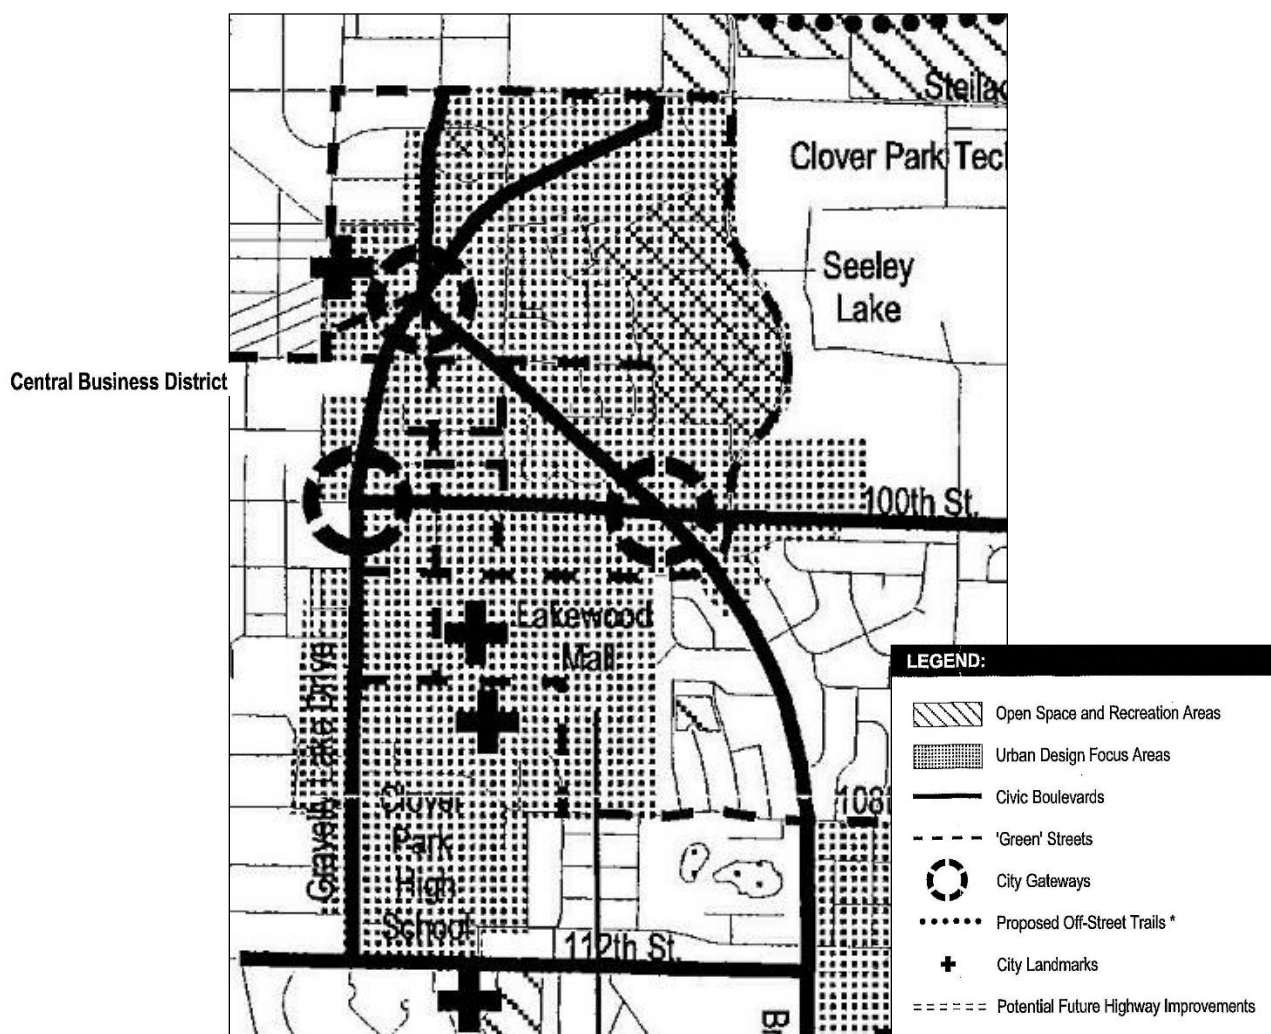 Steilac
Clover Park Tecl
Seeley
Lake
Central Business District
100th St.
Lakewood
Mall
Gravelly Lake Drive
LEGEND:
Open Space and Recreation Areas
Urban Design Focus Areas
Civic Boulevards
'Green' Streets
City Gateways
Proposed Off-Street Trails *
City Landmarks
Potential Future Highway Improvements
108t
Clover
Park
High
School
112th St.